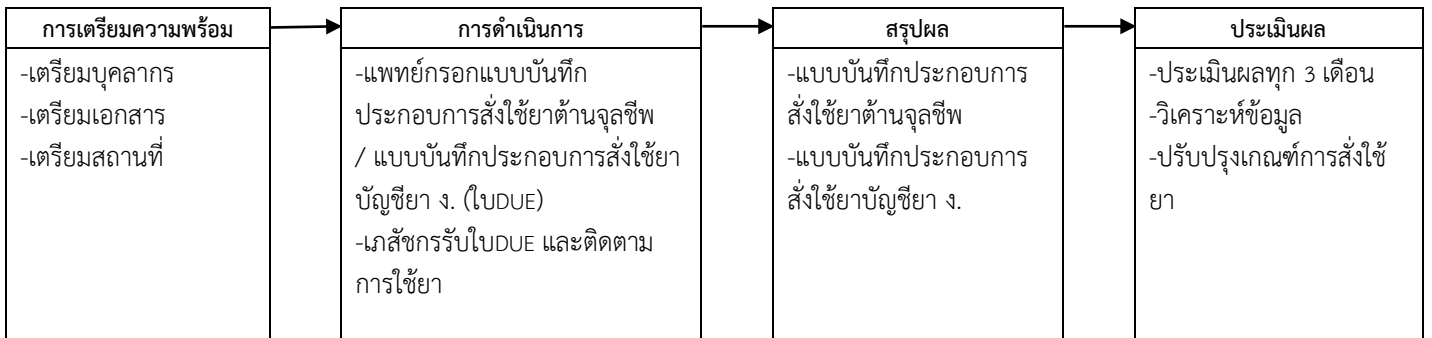 การเตรียมความพร้อม
-เตรียมบุคลากร
-เตรียมเอกสาร
-เตรียมสถานที่
การดำเนินการ
-แพทย์กรอกแบบบันทึก
ประกอบการสั่งใช้ยาต้านจุลชีพ
/ แบบบันทึกประกอบการสั่งใช้ยา
บัญชียา ง. (ใบDUE)
-เภสัชกรรับใบDUE และติดตาม
การใช้ยา
สรุปผล
-แบบบันทึกประกอบการ
สั่งใช้ยาต้านจุลชีพ
-แบบบันทึกประกอบการ
สั่งใช้ยาบัญชียา ง.
ประเมินผล
-ประเมินผลทุก 3 เดือน
-วิเคราะห์ข้อมูล
-ปรับปรุงเกณฑ์การสั่งใช้
ยา